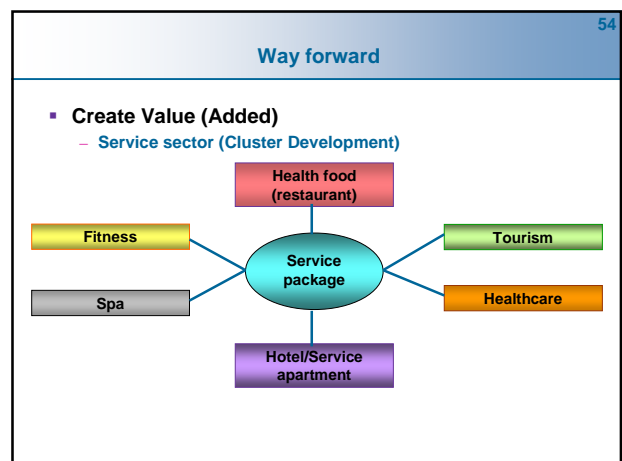 54
Way forward
▪ Create Value (Added)
– Service sector (Cluster Development)
Health food
(restaurant)
Fitness
Tourism
Service
package
Spa
Healthcare
Hotel/Service
apartment